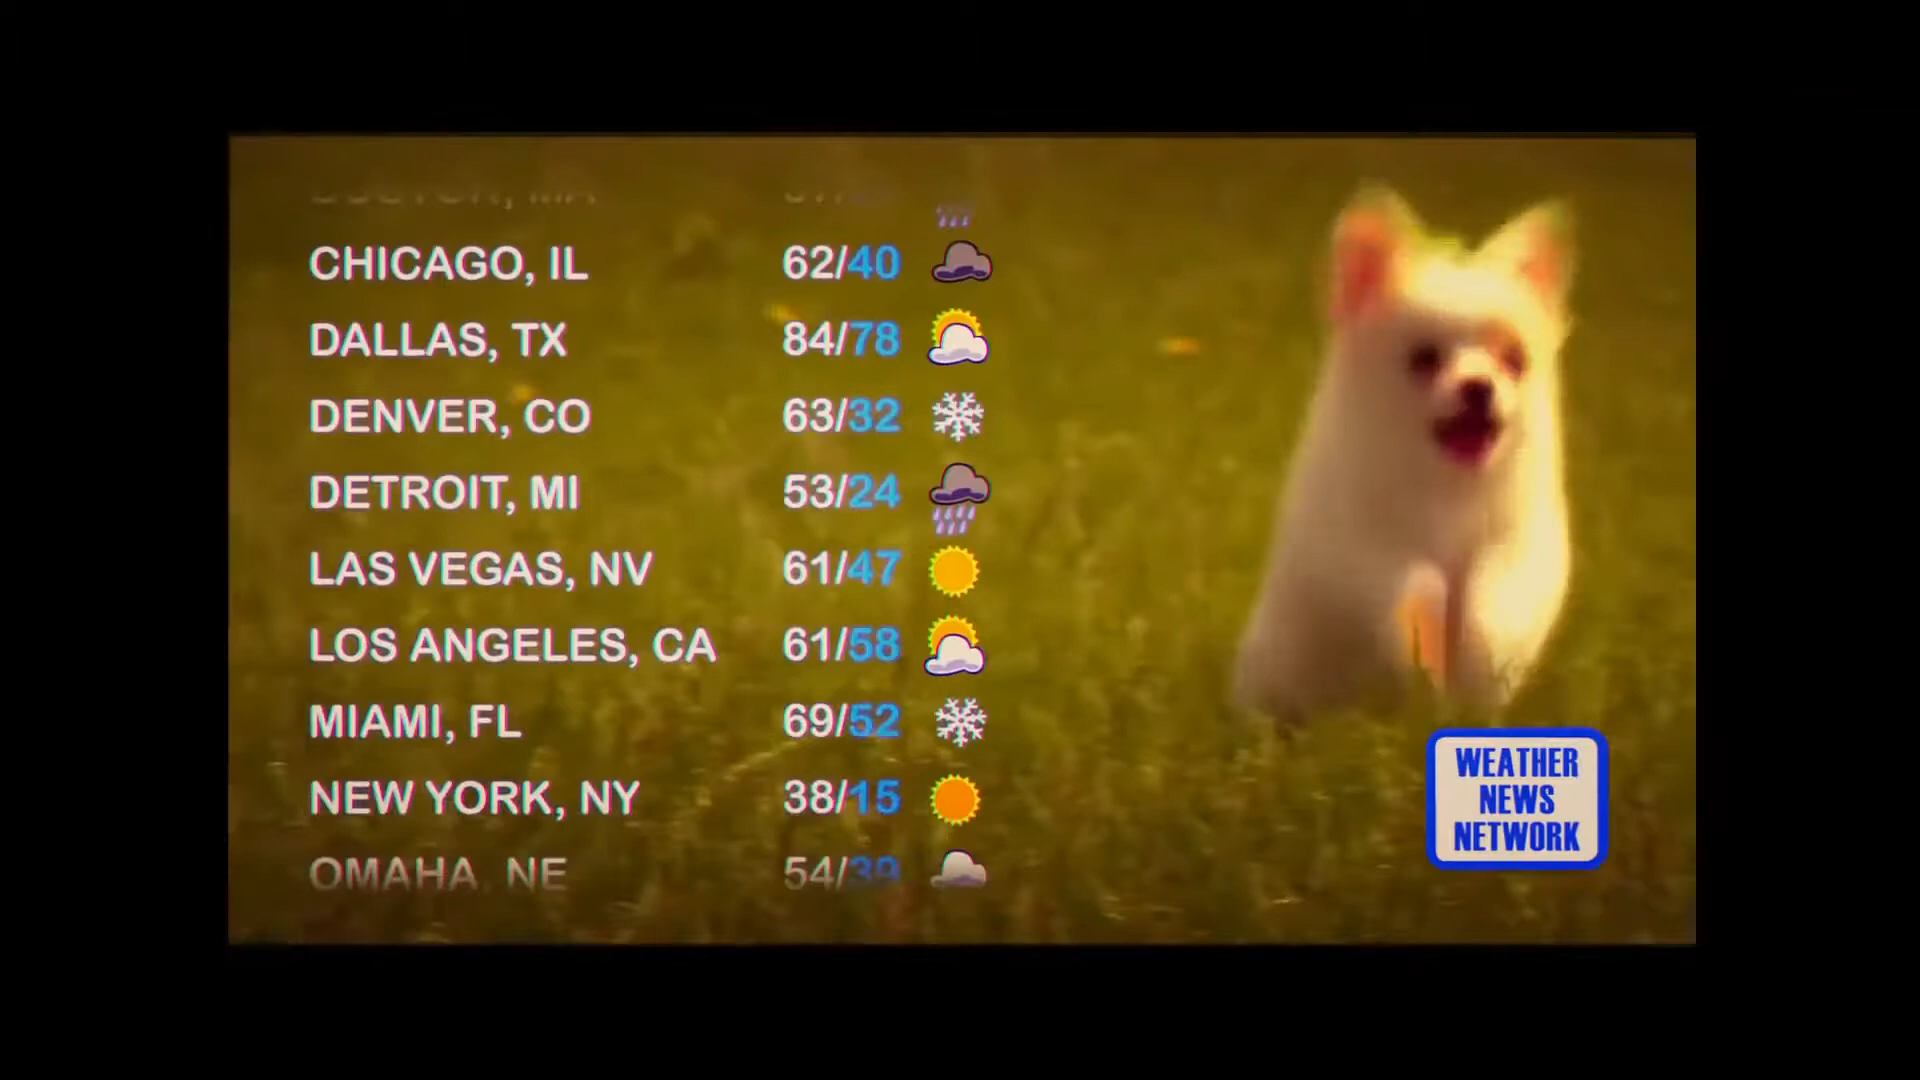 CHICAGO, IL 62/40
DALLAS, TX 84/78
DENVER, CO 63/32
DETROIT, MI 53/24
LAS VEGAS, NV 61/47
LOS ANGELES, CA 61/58
MIAMI, FL 69/52
NEW YORK, NY 38/15
OMAHA, NE 54/39
WEATHER
NEWS
NETWORK